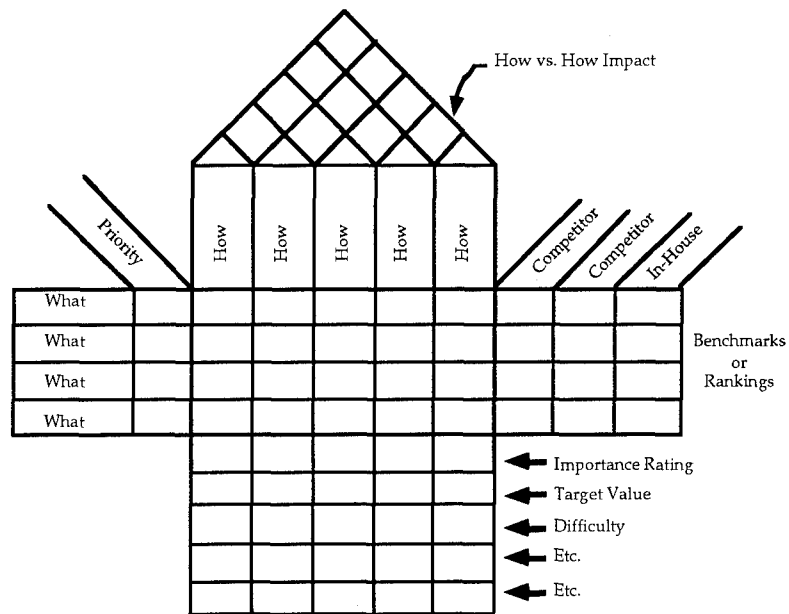 How vs. How Impact
Priority
How
How
How
How
How
Competitor
Competitor
In-House
What
What
What
What
Benchmarks
or
Rankings
Importance Rating
Target Value
Difficulty
Etc.
Etc.